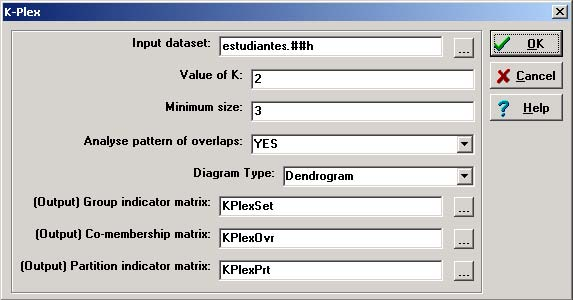 K-Plex
Input dataset: estudiantes.##h ... OK
Value of K: 2 Cancel
Minimum size: 3 Help
Analyse pattern of overlaps: YES
Diagram Type: Dendrogram
(Output) Group indicator matrix: KPlexSet ...
(Output) Co-membership matrix: KPlexOvr ...
(Output) Partition indicator matrix: KPlexPrt ...